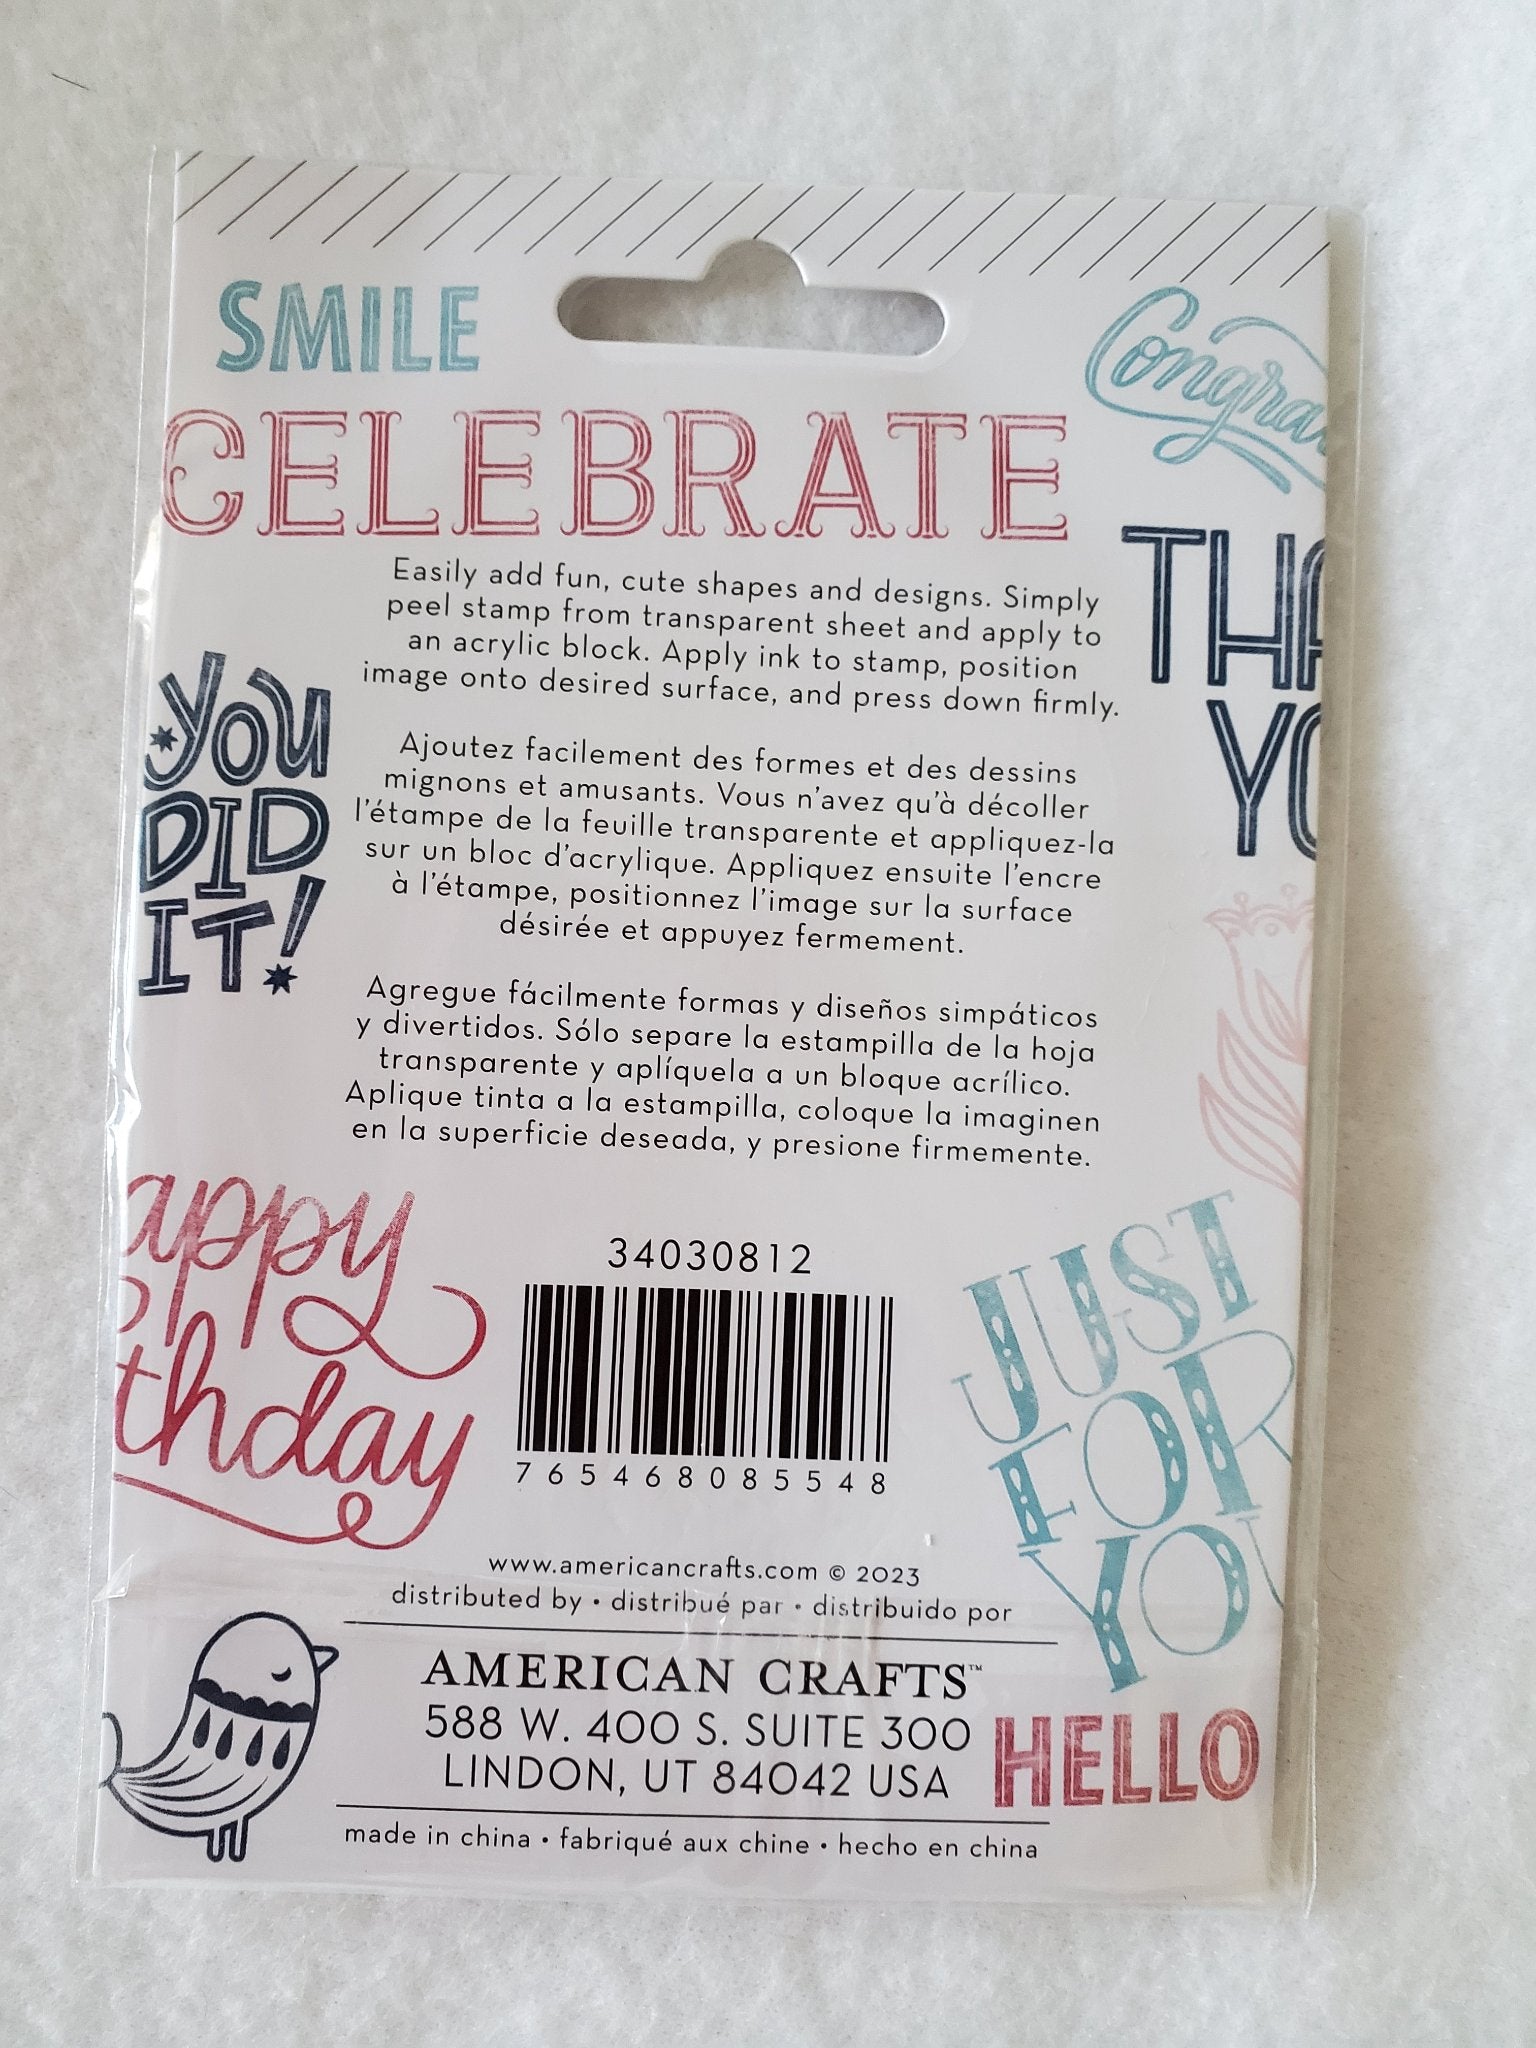 SMILE
CELEBRATE
Easily add fun, cute shapes and designs. Simply
peel stamp from transparent sheet and apply to
an acrylic block. Apply ink to stamp, position
image onto desired surface, and press down firmly.
YOU
DID
IT!
Ajoutez facilement des formes et des dessins
mignons et amusants. Vous n'avez qu'à décoller
l'étampe de la feuille transparente et appliquez-la
sur un bloc d'acrylique. Appliquez ensuite l'encre
à l'étampe, positionnez l'image sur la surface
désirée et appuyez fermement.
Agregue fácilmente formas y diseños simpáticos
y divertidos. Sólo separe la estampilla de la hoja
transparente y aplíquela a un bloque acrílico.
Aplique tinta a la estampilla, coloque la imaginen
en la superficie deseada, y presione firmemente.
appy
thday
34030812
765468085548
JUST
FOR
YOU
www.americancrafts.com © 2023
distributed by • distribué par • distribuido por
AMERICAN CRAFTS™
588 W. 400 S. SUITE 300
LINDON, UT 84042 USA
HELLO
made in china • fabriqué aux chine • hecho en china